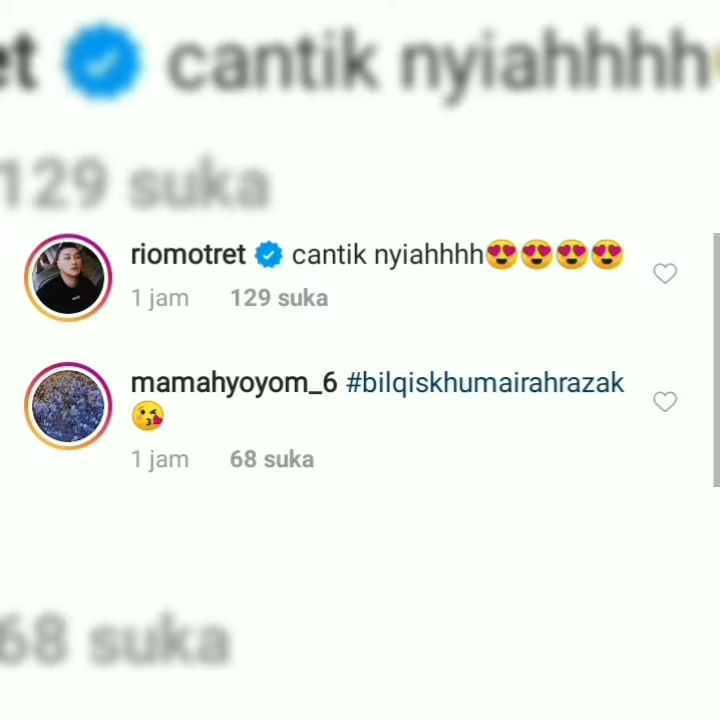 et cantik nyiahhhh
129 suka
riomotret cantik nyiahhhh😍😍😍😍
1 jam 129 suka
mamahyoyom_6 #bilqiskhumairahrazak
😘
1 jam 68 suka
68 suka